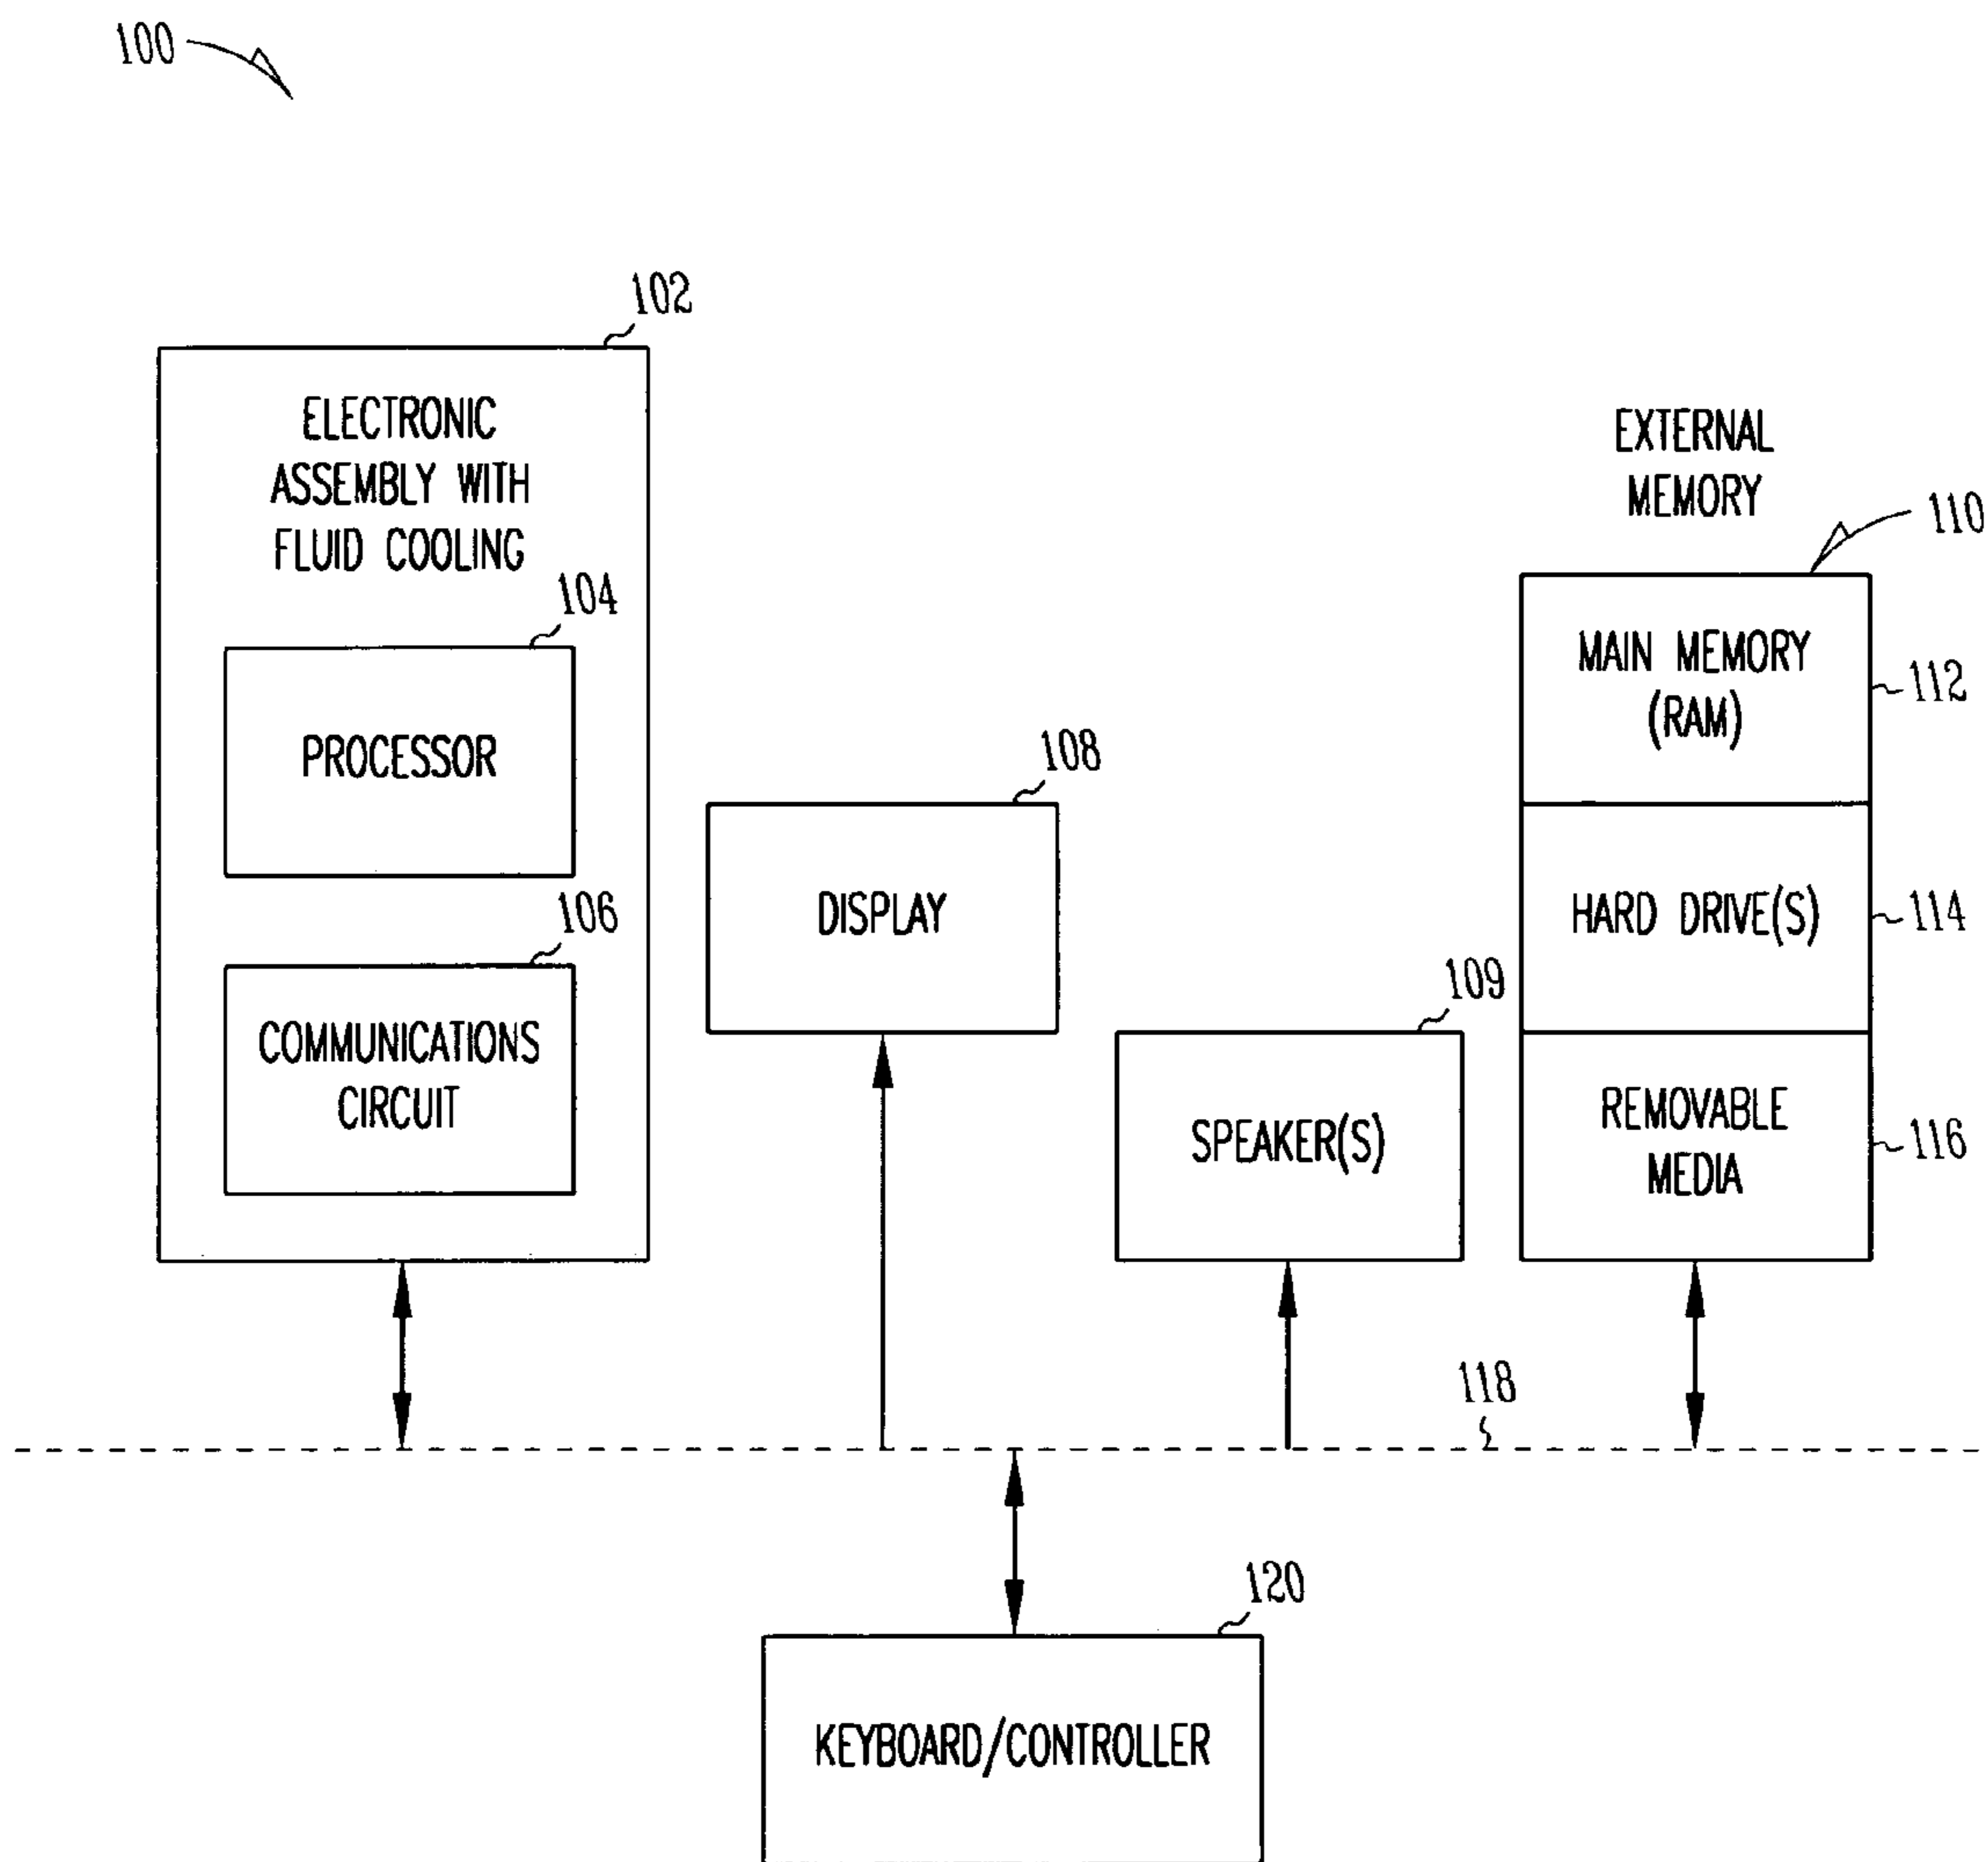 100
102
ELECTRONIC
ASSEMBLY WITH
FLUID COOLING
104
PROCESSOR
106
COMMUNICATIONS
CIRCUIT
108
DISPLAY
109
SPEAKER(S)
EXTERNAL
MEMORY
110
MAIN MEMORY
(RAM)
112
HARD DRIVE(S)
114
REMOVABLE
MEDIA
116
118
120
KEYBOARD/CONTROLLER